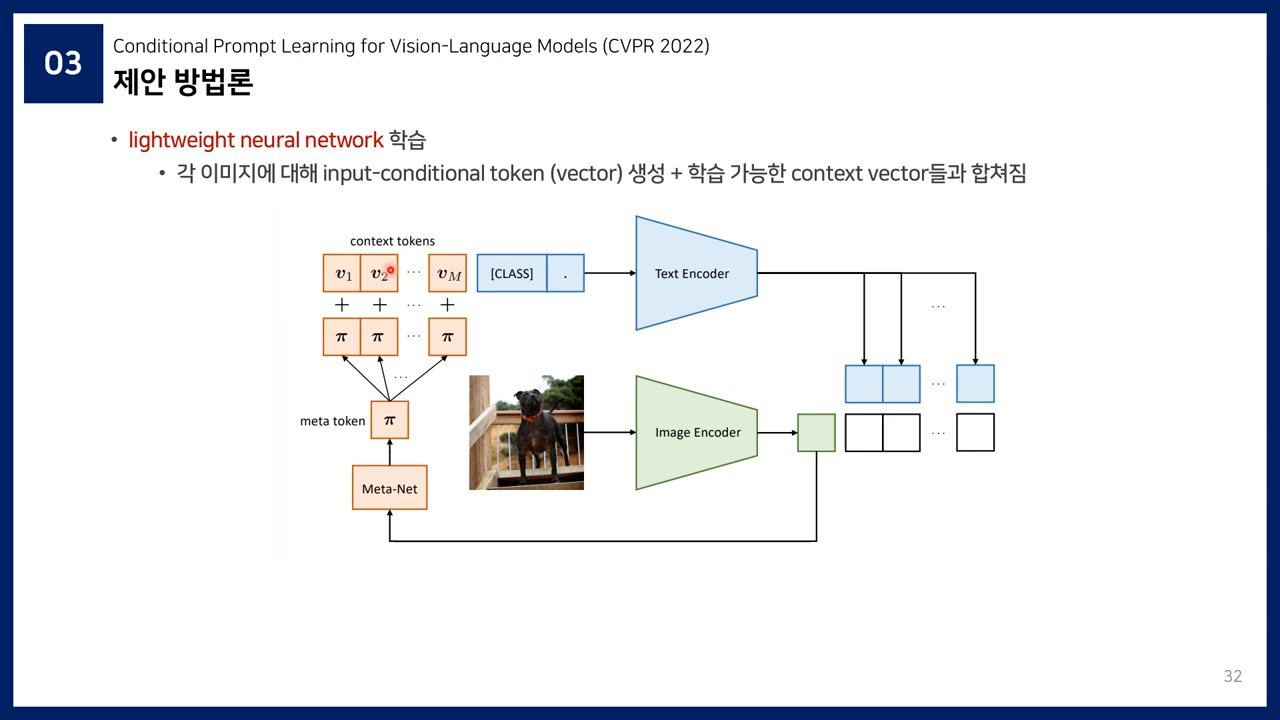 03
Conditional Prompt Learning for Vision-Language Models (CVPR 2022)
제안 방법론
• lightweight neural network 학습
• 각 이미지에 대해 input-conditional token (vector) 생성 + 학습 가능한 context vector들과 합쳐짐
context tokens
v1 v2 ... vM [CLASS] .
Text Encoder
+ + ... +
...
π π ... π
...
...
meta token π
Image Encoder
...
Meta-Net
32